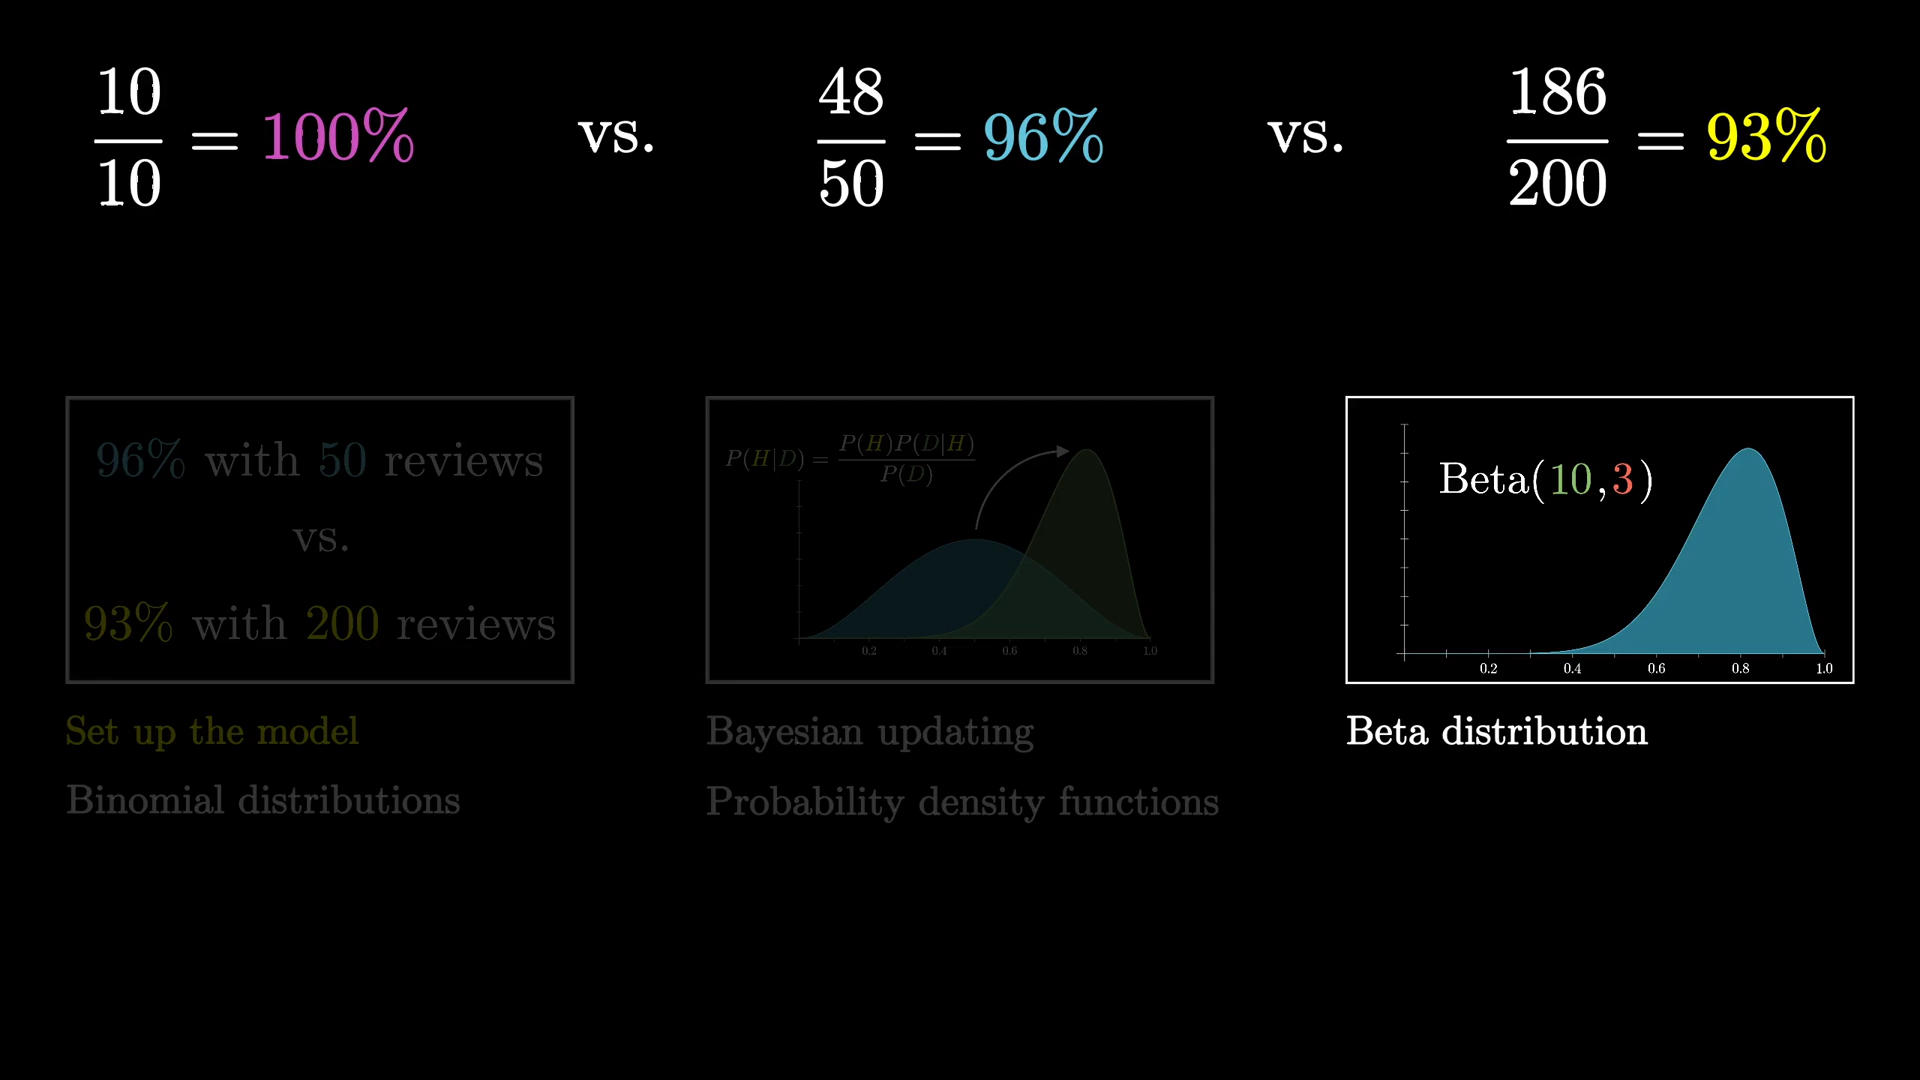 10/10 = 100% vs. 48/50 = 96% vs. 186/200 = 93%
96% with 50 reviews
vs.
93% with 200 reviews
Set up the model
Binomial distributions
P(H|D) = P(H)P(D|H)/P(D)
0.2 0.4 0.6 0.8 1.0
Bayesian updating
Probability density functions
Beta(10,3)
0.2 0.4 0.6 0.8 1.0
Beta distribution